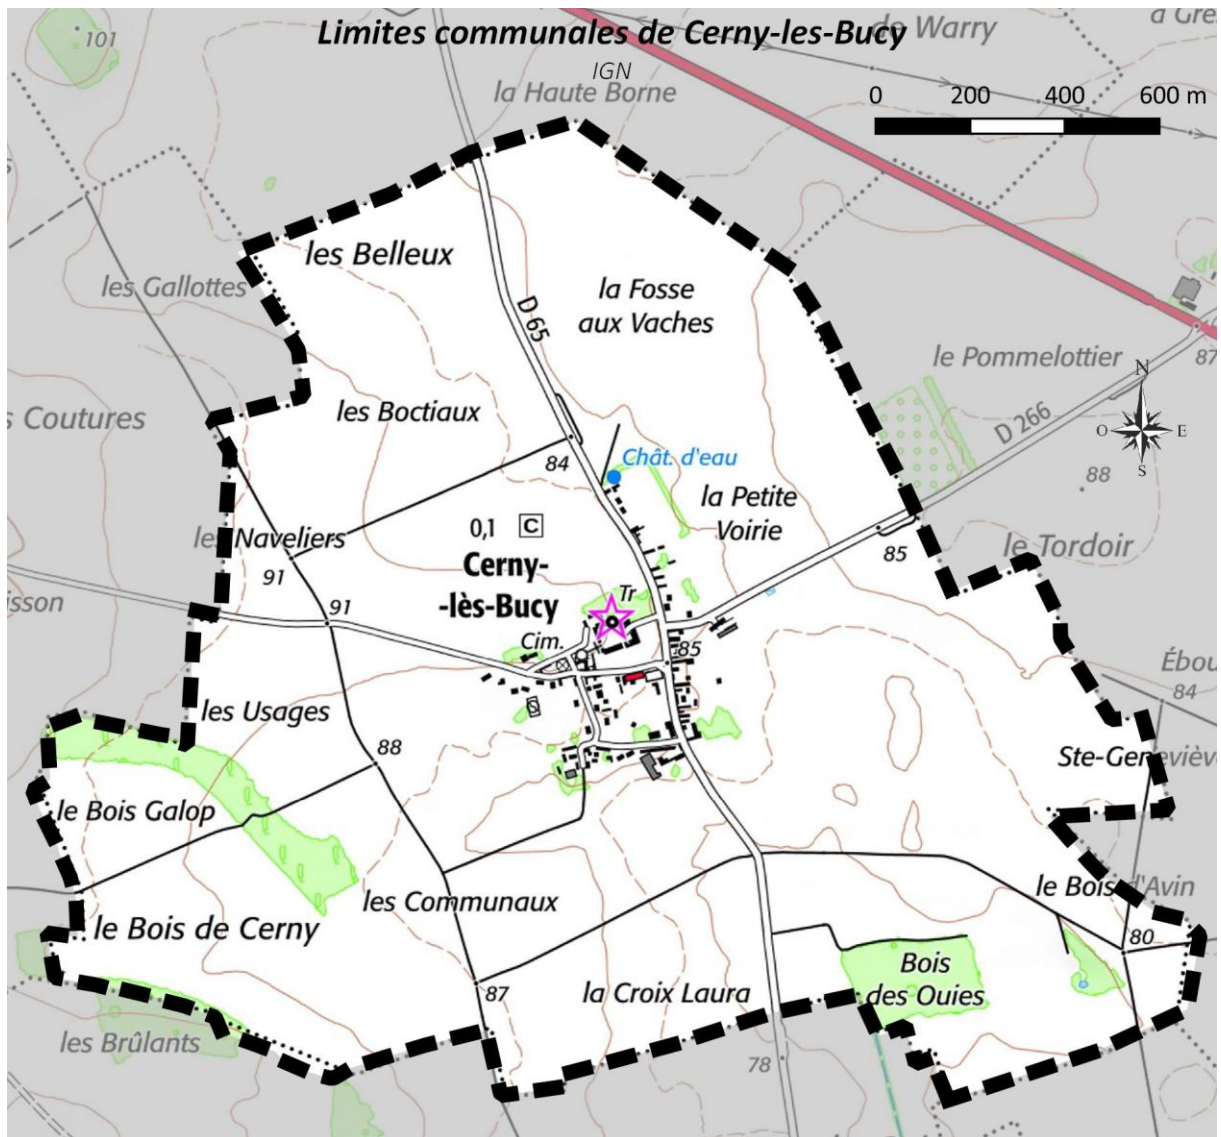 Limites communales de Cerny-les-Bucy
IGN
101
de Warry
à Gre
la Haute Borne
0 200 400 600 m
les Belleux
les Gallottes
la Fosse
aux Vaches
D 65
le Pommelottier
87
N
O E
S
s Coutures
les Boctiaux
D 266
84
Chât. d'eau
88
la Petite
Voirie
0,1 C
les Naveliers
Cerny-
-lès-Bucy
85
le Tordoir
91
isson
91
Tr
Cim.
85
Ébou
84
les Usages
88
Ste-Geneviève
le Bois Galop
le Bois d'Avin
les Communaux
le Bois de Cerny
80
87
la Croix Laura
Bois
des Ouies
les Brûlants
78